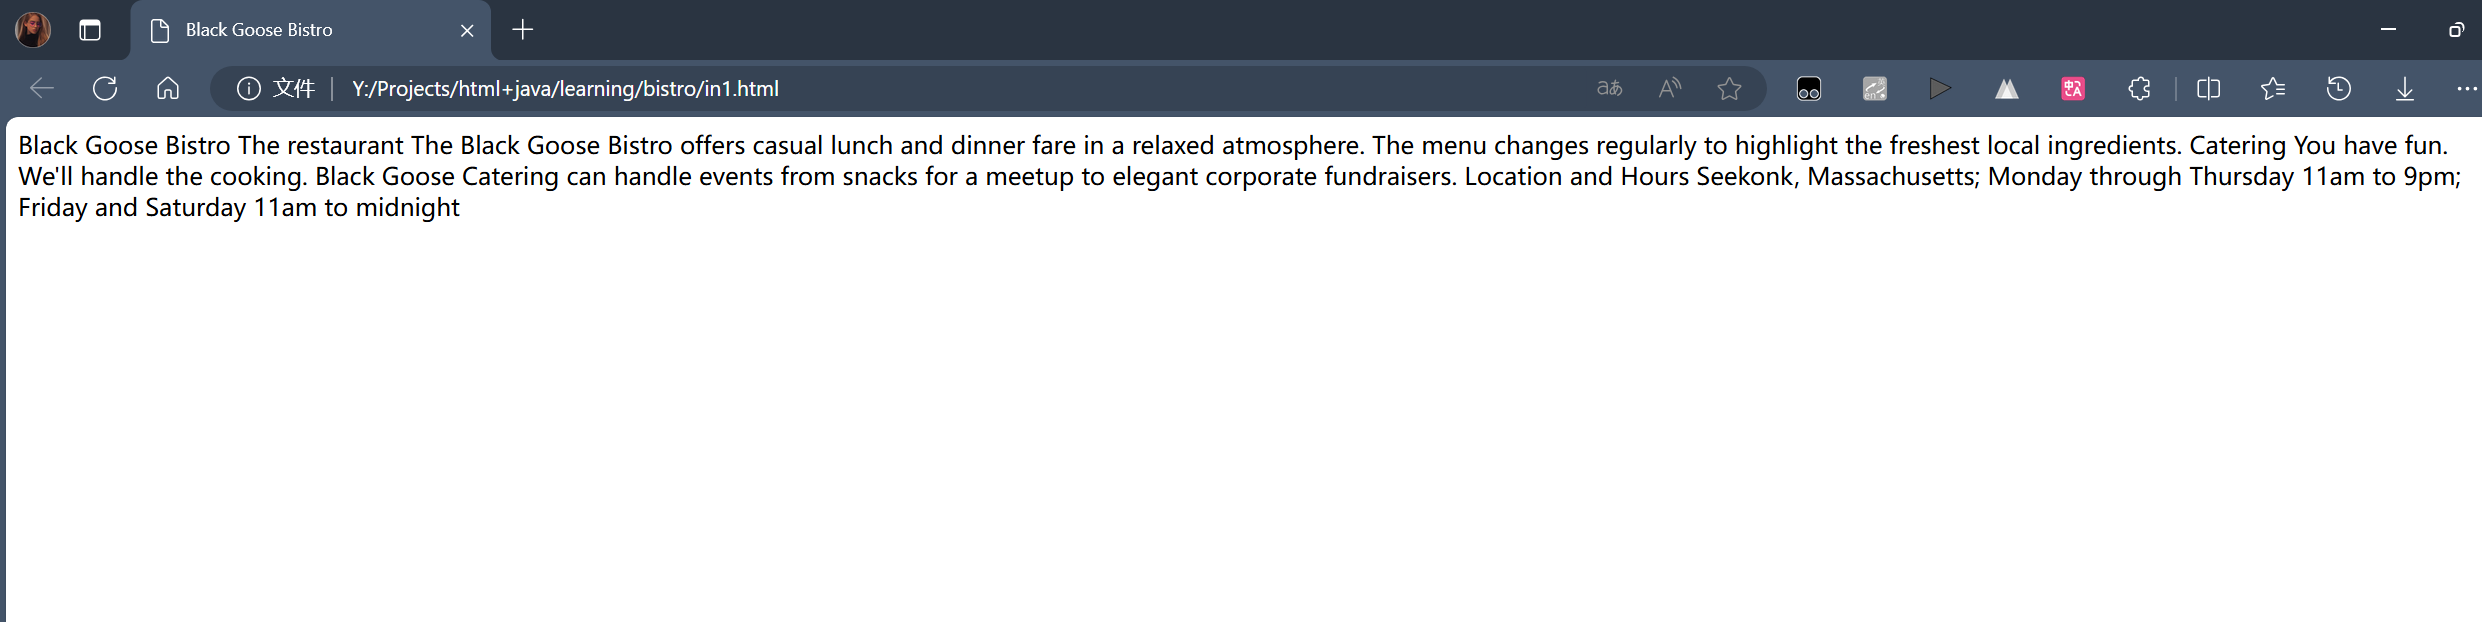 Black Goose Bistro
文件 Y:/Projects/html+java/learning/bistro/in1.html
Black Goose Bistro The restaurant The Black Goose Bistro offers casual lunch and dinner fare in a relaxed atmosphere. The menu changes regularly to highlight the freshest local ingredients. Catering You have fun.
We'll handle the cooking. Black Goose Catering can handle events from snacks for a meetup to elegant corporate fundraisers. Location and Hours Seekonk, Massachusetts; Monday through Thursday 11am to 9pm;
Friday and Saturday 11am to midnight